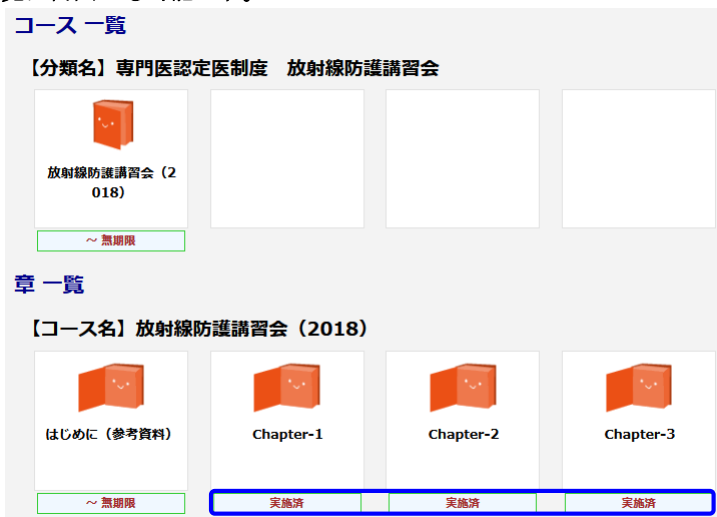 コース 一覧
【分類名】専門医認定医制度　放射線防護講習会
放射線防護講習会（2
018）
～ 無期限
章 一覧
【コース名】放射線防護講習会（2018）
はじめに（参考資料）
Chapter-1
Chapter-2
Chapter-3
～ 無期限
実施済
実施済
実施済